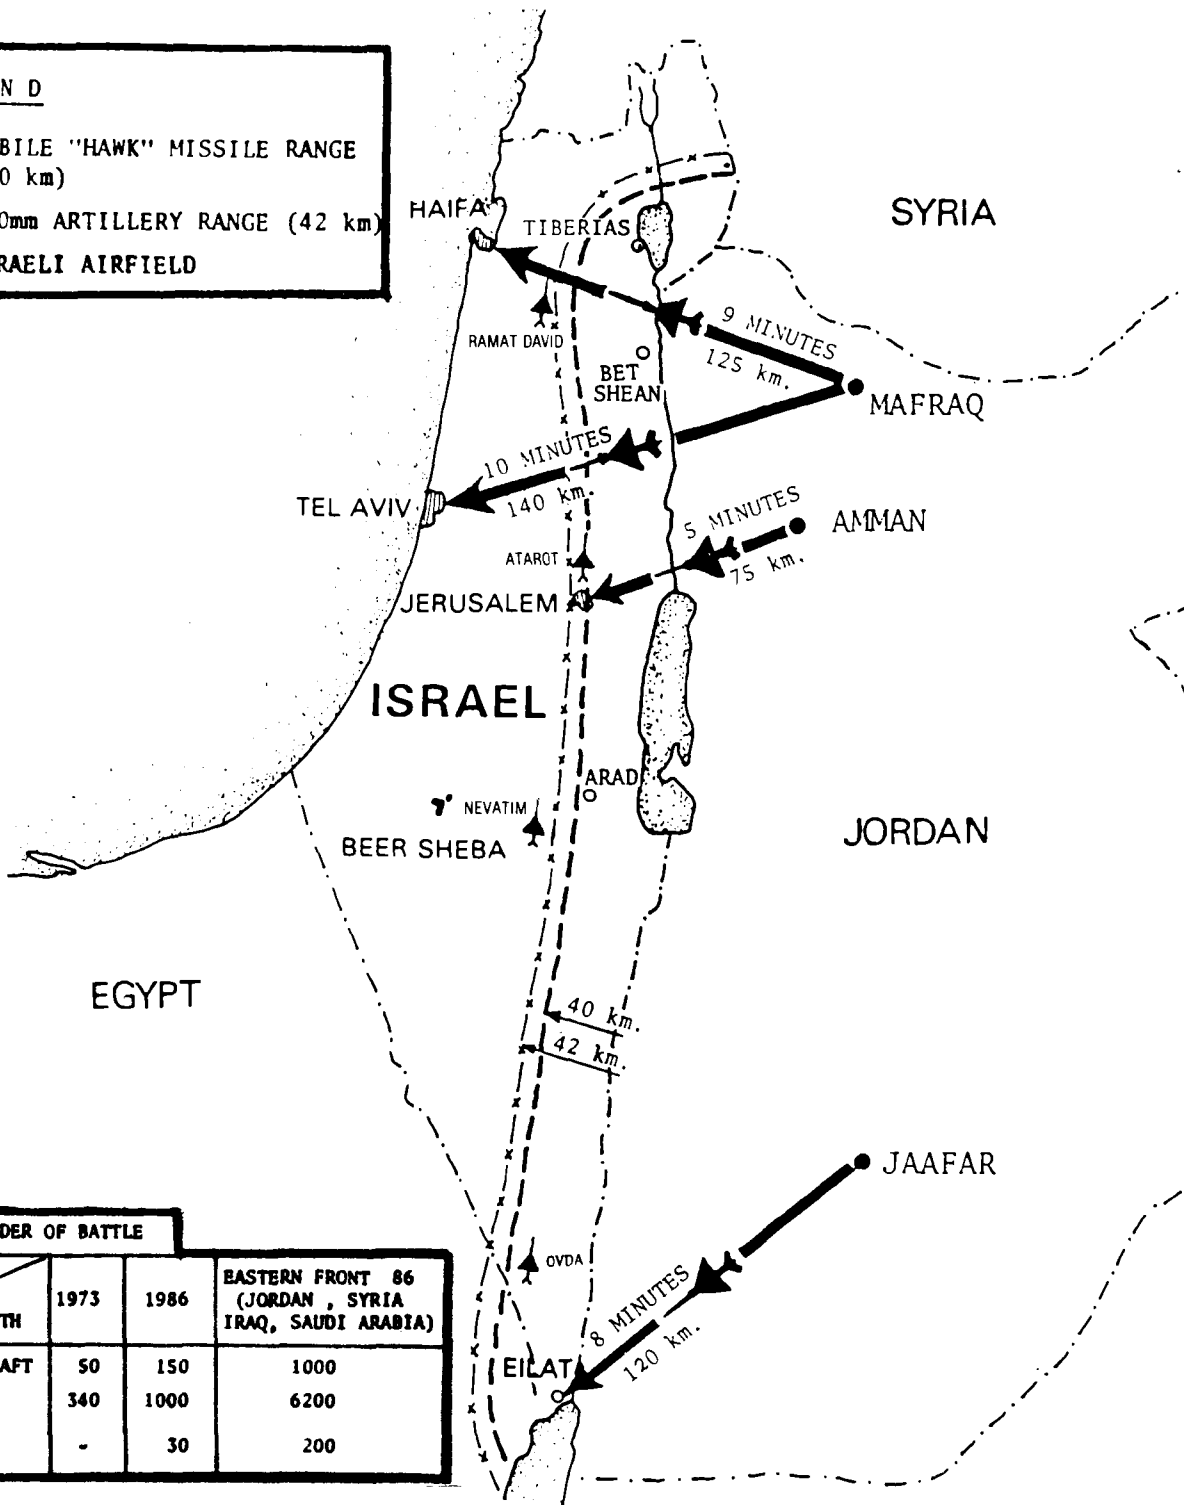 N D
BILE "HAWK" MISSILE RANGE
0 km)
0mm ARTILLERY RANGE (42 km)
RAELI AIRFIELD
HAIFA
TIBERIAS
SYRIA
RAMAT DAVID
9 MINUTES
125 km.
BET
SHEAN
MAFRAQ
10 MINUTES
140 km.
TEL AVIV
5 MINUTES
75 km.
AMMAN
ATAROT
JERUSALEM
ISRAEL
ARAD
NEVATIM
BEER SHEBA
JORDAN
EGYPT
40 km.
42 km.
JAAFAR
OVDA
8 MINUTES
120 km.
EILAT
DER OF BATTLE
TH 1973 1986 EASTERN FRONT 86
(JORDAN , SYRIA
IRAQ, SAUDI ARABIA)
AFT 50 150 1000
340 1000 6200
- 30 200